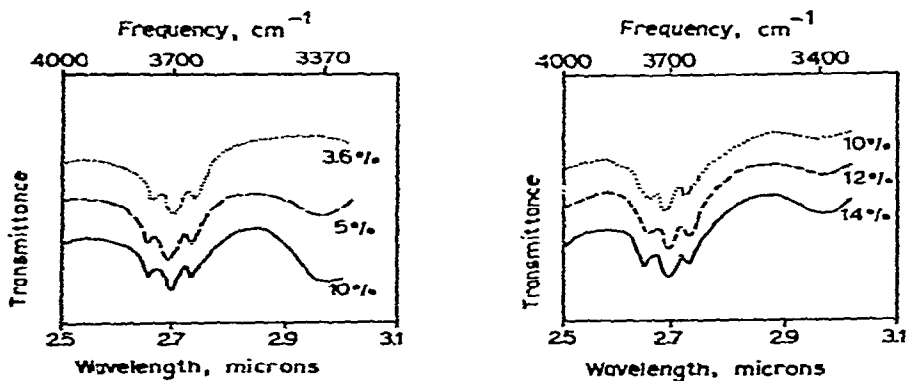 Frequency, cm⁻¹
4000 3700 3370
3.6%
5%
10%
Transmittance
2.5 2.7 2.9 3.1
Wavelength, microns
Frequency, cm⁻¹
4000 3700 3400
10%
12%
14%
Transmittance
2.5 2.7 2.9 3.1
Wavelength, microns